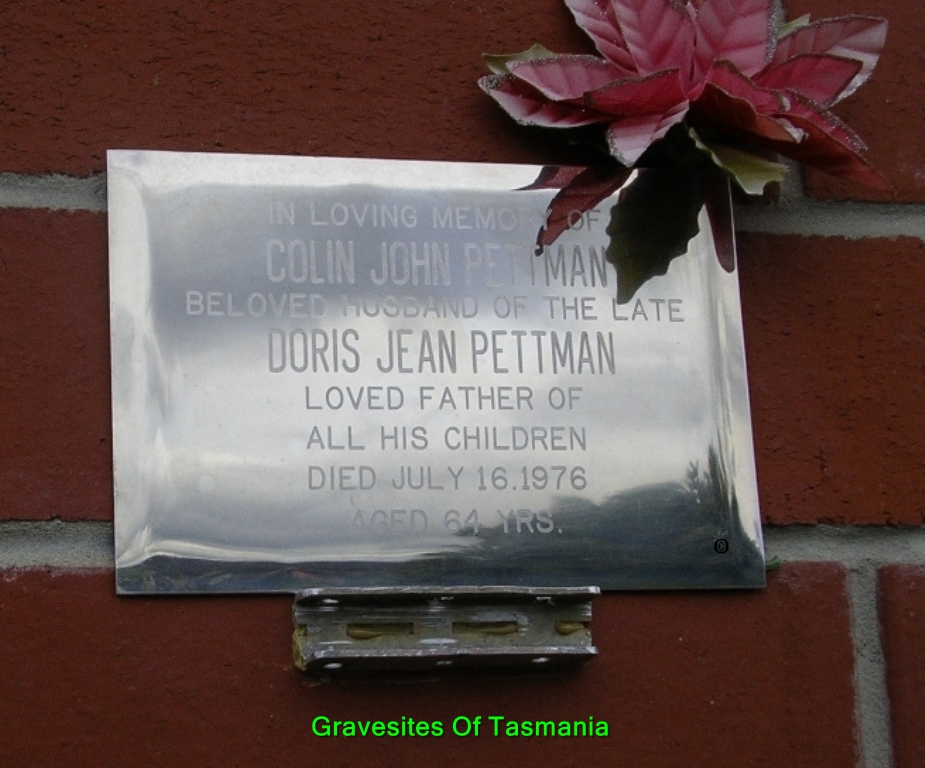 IN LOVING MEMORY OF
COLIN JOHN PETTMAN
BELOVED HUSBAND OF THE LATE
DORIS JEAN PETTMAN
LOVED FATHER OF
ALL HIS CHILDREN
DIED JULY 16.1976
AGED 64 YRS.
Gravesites Of Tasmania